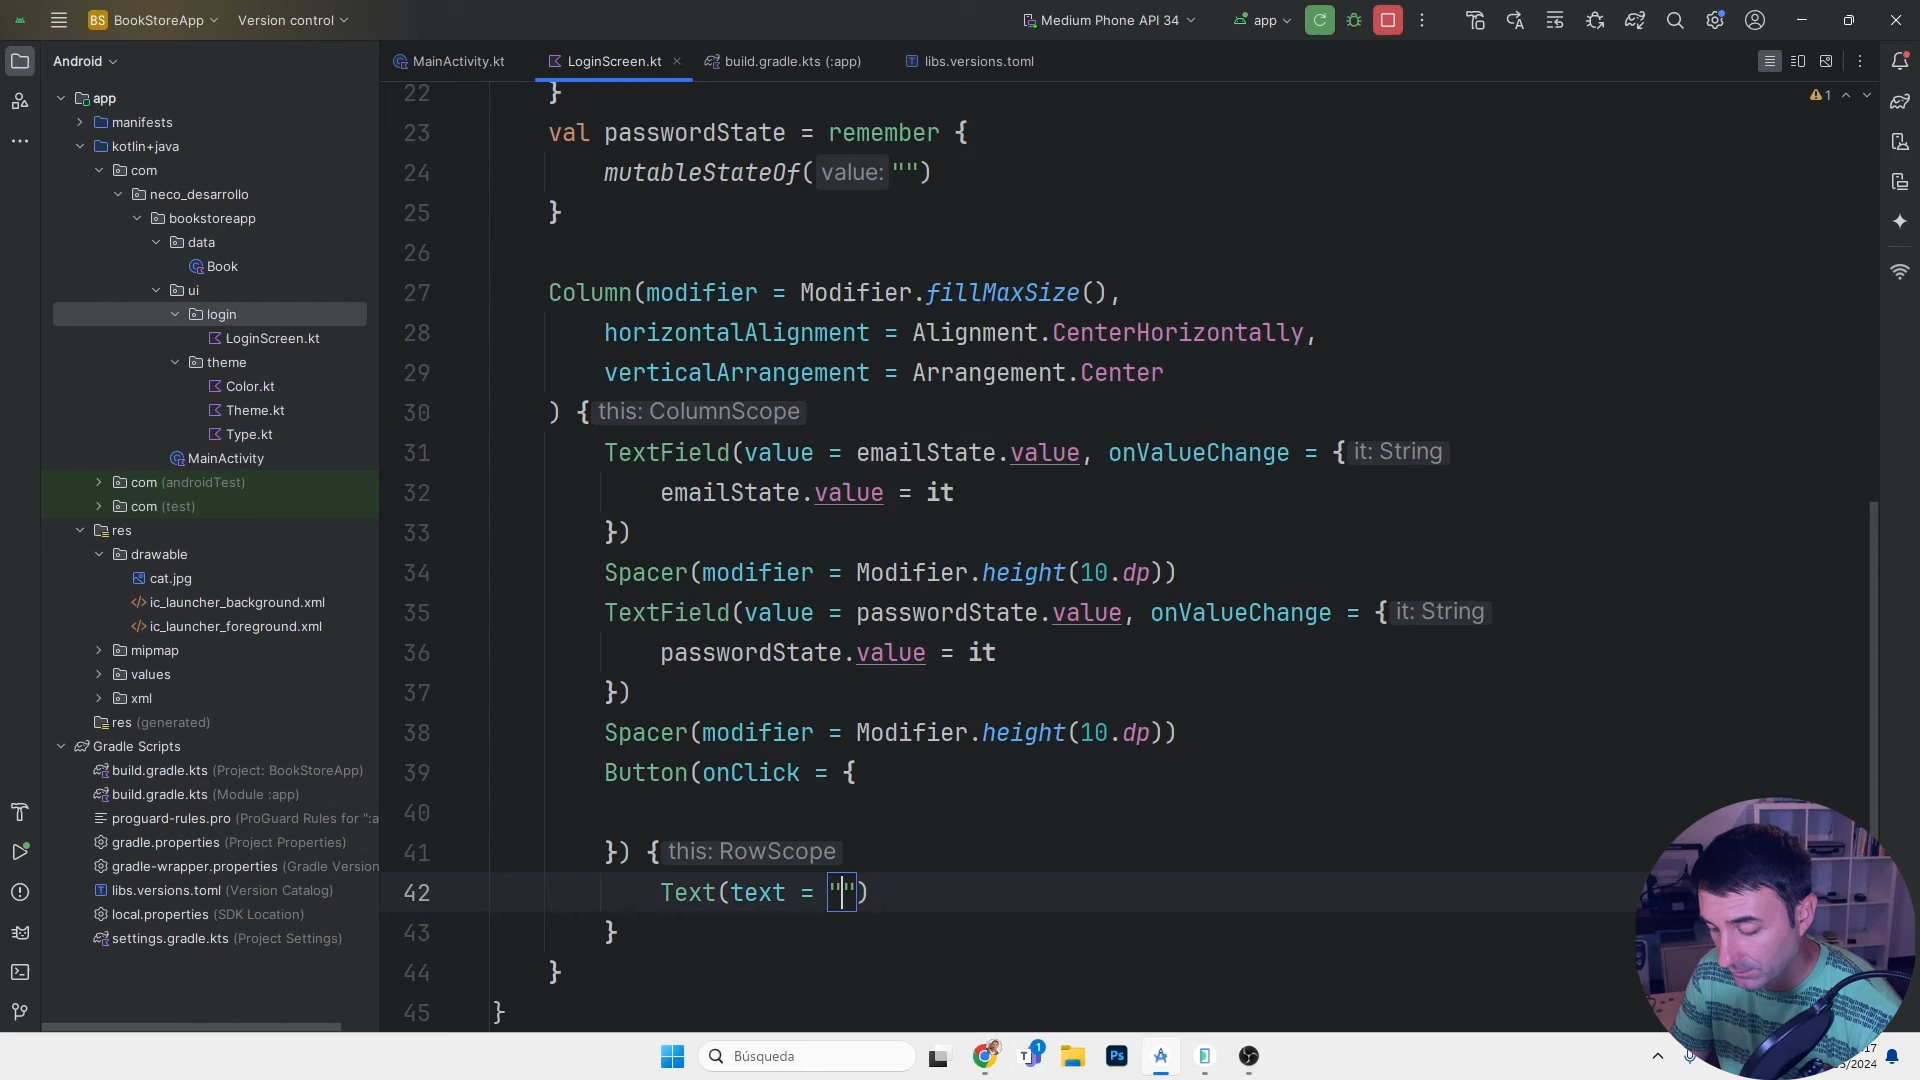 BS BookStoreApp Version control Medium Phone API 34 app
Android MainActivity.kt LoginScreen.kt build.gradle.kts (:app) libs.versions.toml
app
manifests
kotlin+java
com
neco_desarrollo
bookstoreapp
data
Book
ui
login
LoginScreen.kt
theme
Color.kt
Theme.kt
Type.kt
MainActivity
com (androidTest)
com (test)
res
drawable
cat.jpg
ic_launcher_background.xml
ic_launcher_foreground.xml
mipmap
values
xml
res (generated)
Gradle Scripts
build.gradle.kts (Project: BookStoreApp)
build.gradle.kts (Module :app)
proguard-rules.pro (ProGuard Rules for ":a
gradle.properties (Project Properties)
gradle-wrapper.properties (Gradle Version
libs.versions.toml (Version Catalog)
local.properties (SDK Location)
settings.gradle.kts (Project Settings)
1
22 }
23 val passwordState = remember {
24 mutableStateOf( value: "")
25 }
26
27 Column(modifier = Modifier.fillMaxSize(),
28 horizontalAlignment = Alignment.CenterHorizontally,
29 verticalArrangement = Arrangement.Center
30 ) { this: ColumnScope
31 TextField(value = emailState.value, onValueChange = { it: String
32 emailState.value = it
33 })
34 Spacer(modifier = Modifier.height(10.dp))
35 TextField(value = passwordState.value, onValueChange = { it: String
36 passwordState.value = it
37 })
38 Spacer(modifier = Modifier.height(10.dp))
39 Button(onClick = {
40
41 }) { this: RowScope
42 Text(text = "")
43 }
44 }
45 }
Búsqueda
1
Ps
17
/2024